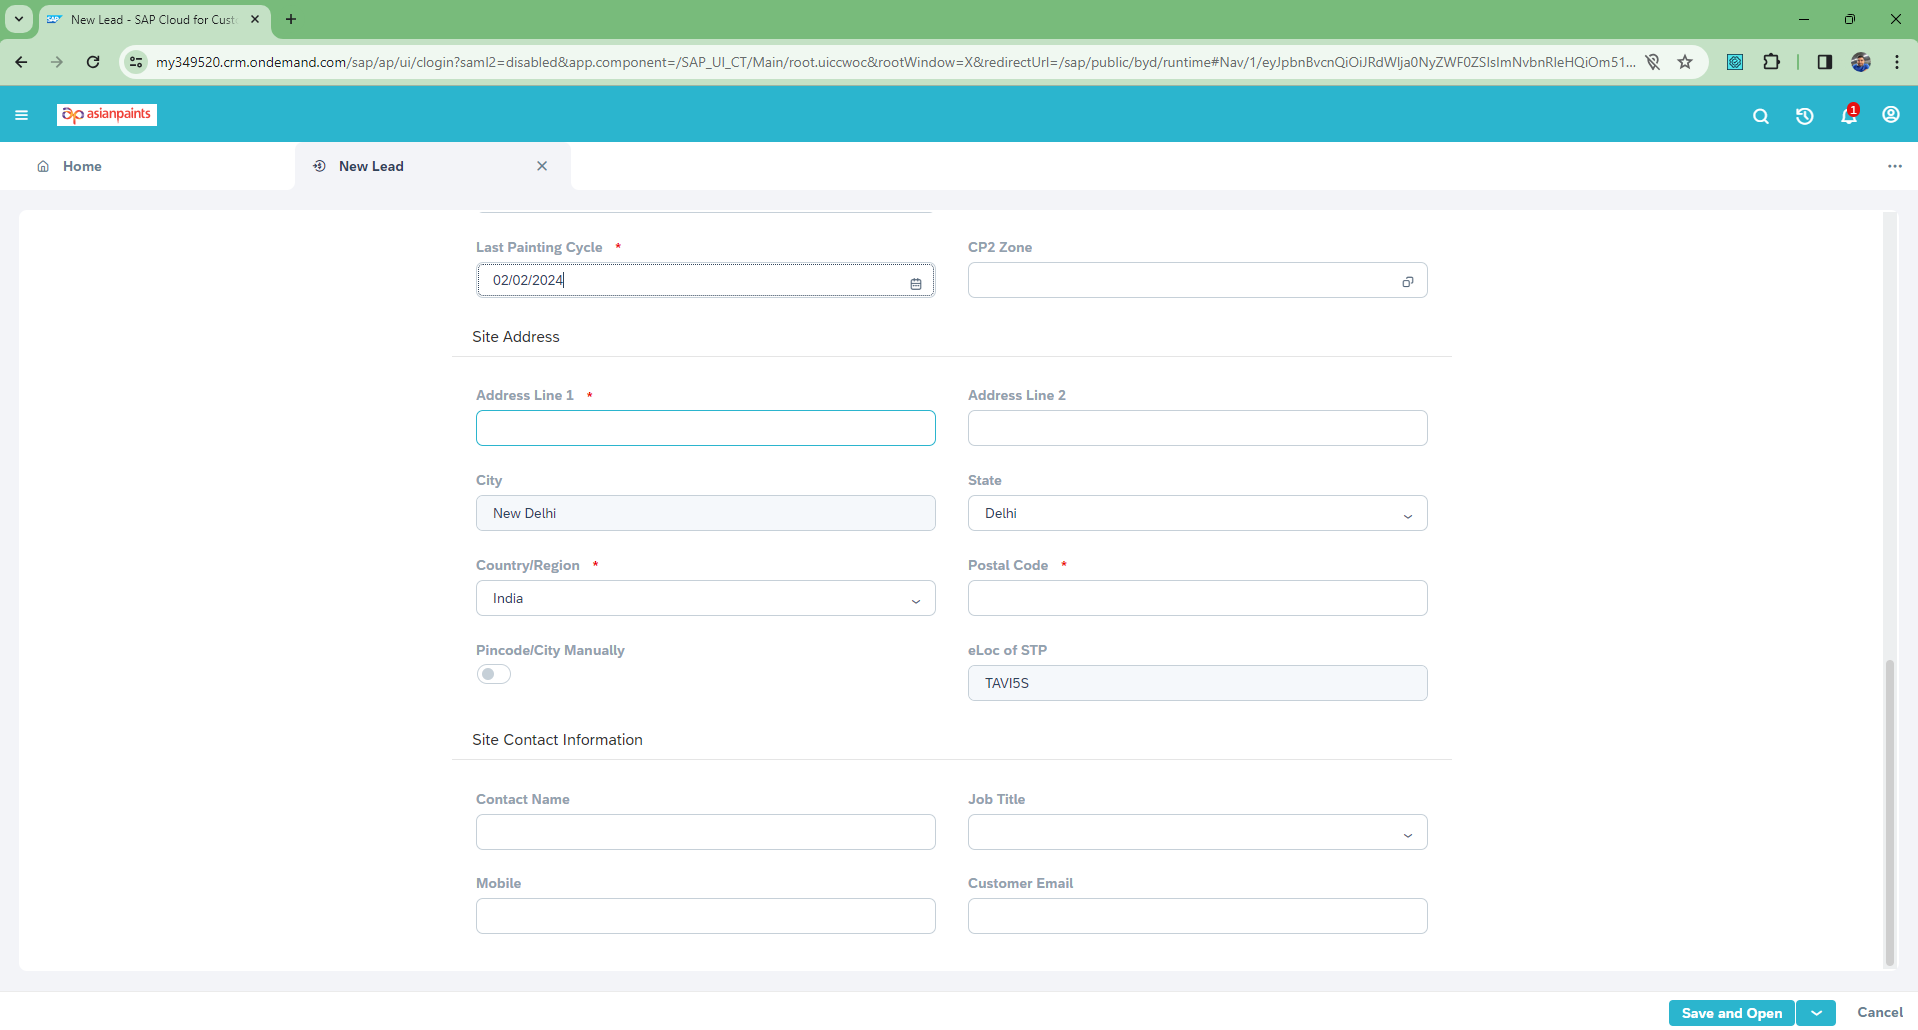 New Lead - SAP Cloud for Cust
my349520.crm.ondemand.com/sap/ap/ui/clogin?saml2=disabled&app.component=/SAP_UI_CT/Main/root.uiccwoc&rootWindow=X&redirectUrl=/sap/public/byd/runtime#Nav/1/eyJpbnBvcnQiOiJRdWlja0NyZWF0ZSIsImNvbnRleHQiOm51...
asianpaints
1
Home
New Lead
Last Painting Cycle *
CP2 Zone
02/02/2024
Site Address
Address Line 1 *
Address Line 2
City
State
New Delhi
Delhi
Country/Region *
Postal Code *
India
Pincode/City Manually
eLoc of STP
TAVI5S
Site Contact Information
Contact Name
Job Title
Mobile
Customer Email
Save and Open
Cancel